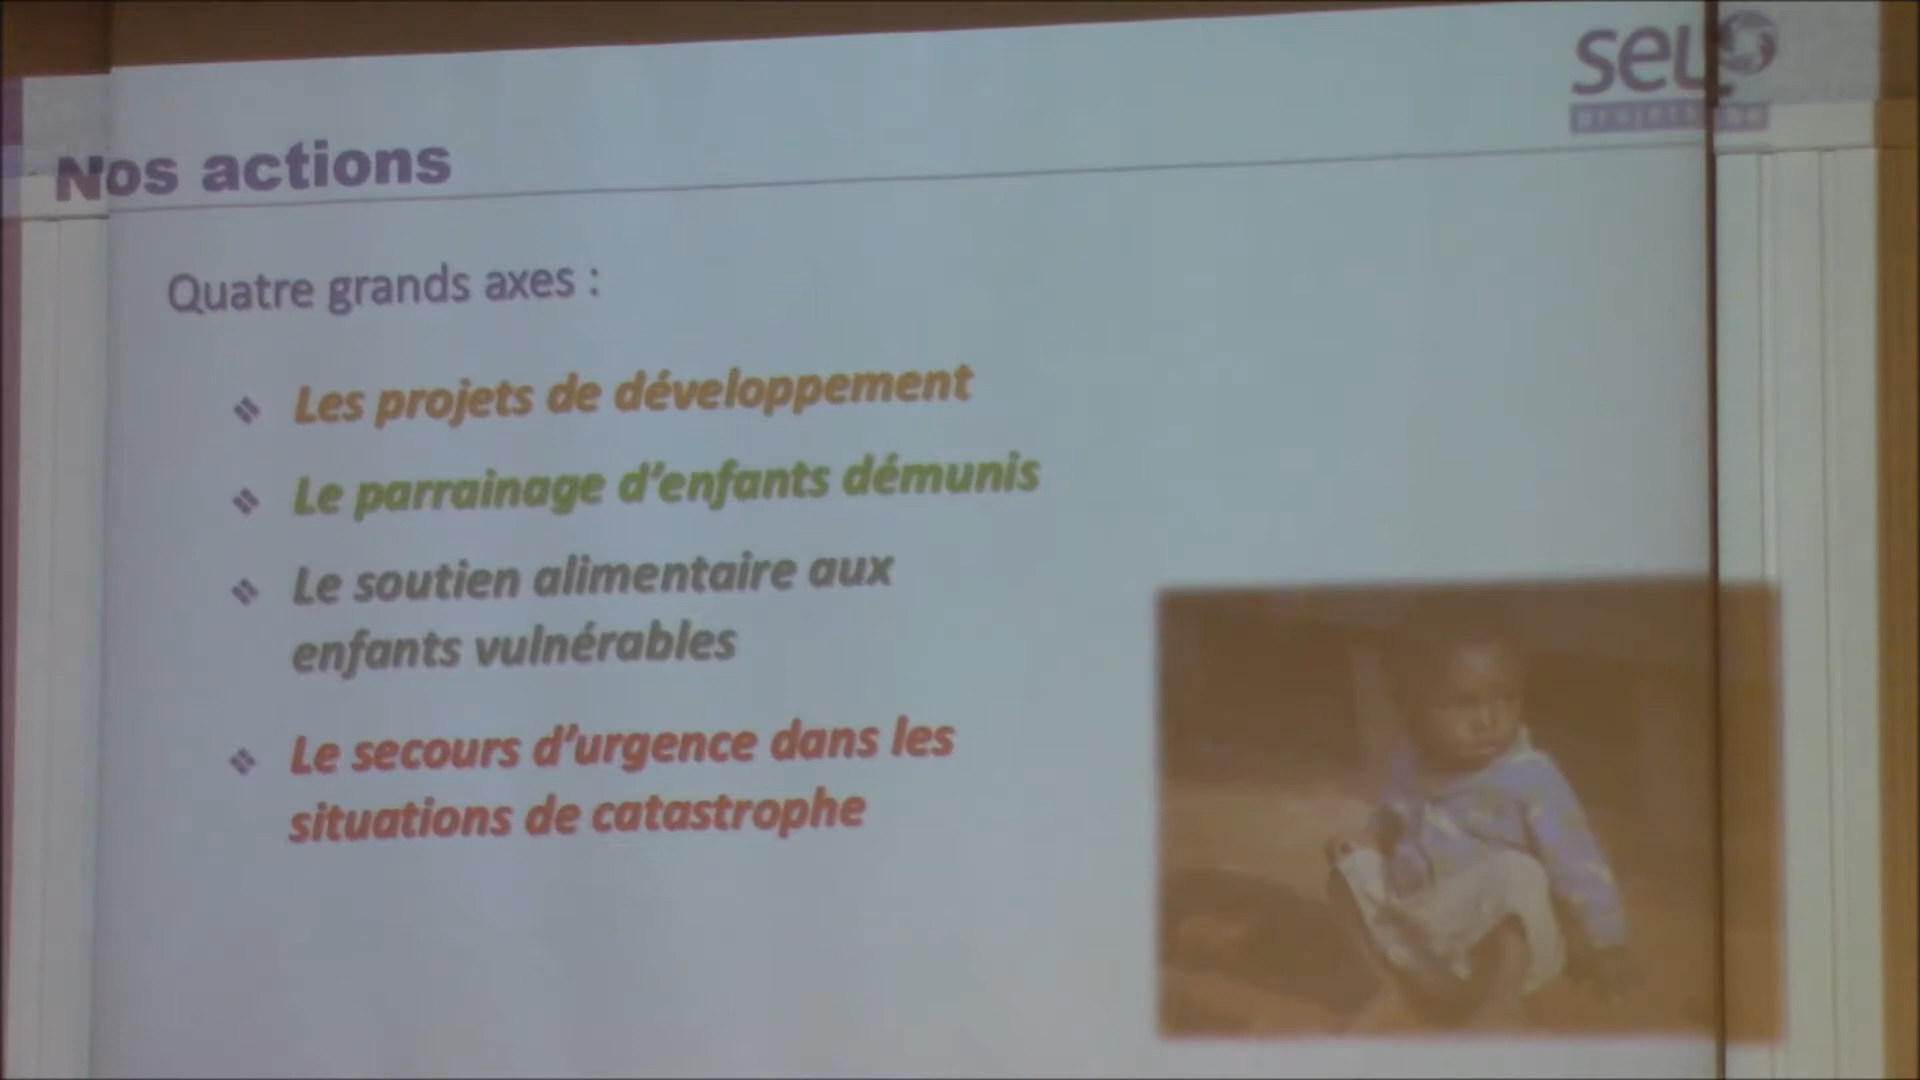 SEL
Nos actions
Quatre grands axes :
Les projets de développement
Le parrainage d'enfants démunis
Le soutien alimentaire aux
enfants vulnérables
Le secours d'urgence dans les
situations de catastrophe